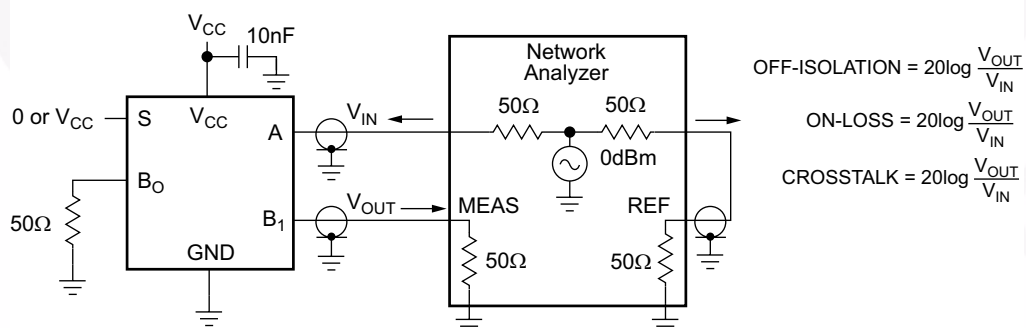 V_CC
10nF
Network
Analyzer
OFF-ISOLATION = 20log V_OUT/V_IN
0 or V_CC
S
V_CC
A
V_IN
50Ω
50Ω
0dBm
ON-LOSS = 20log V_OUT/V_IN
CROSSTALK = 20log V_OUT/V_IN
B_O
50Ω
B_1
V_OUT
MEAS
REF
GND
50Ω
50Ω